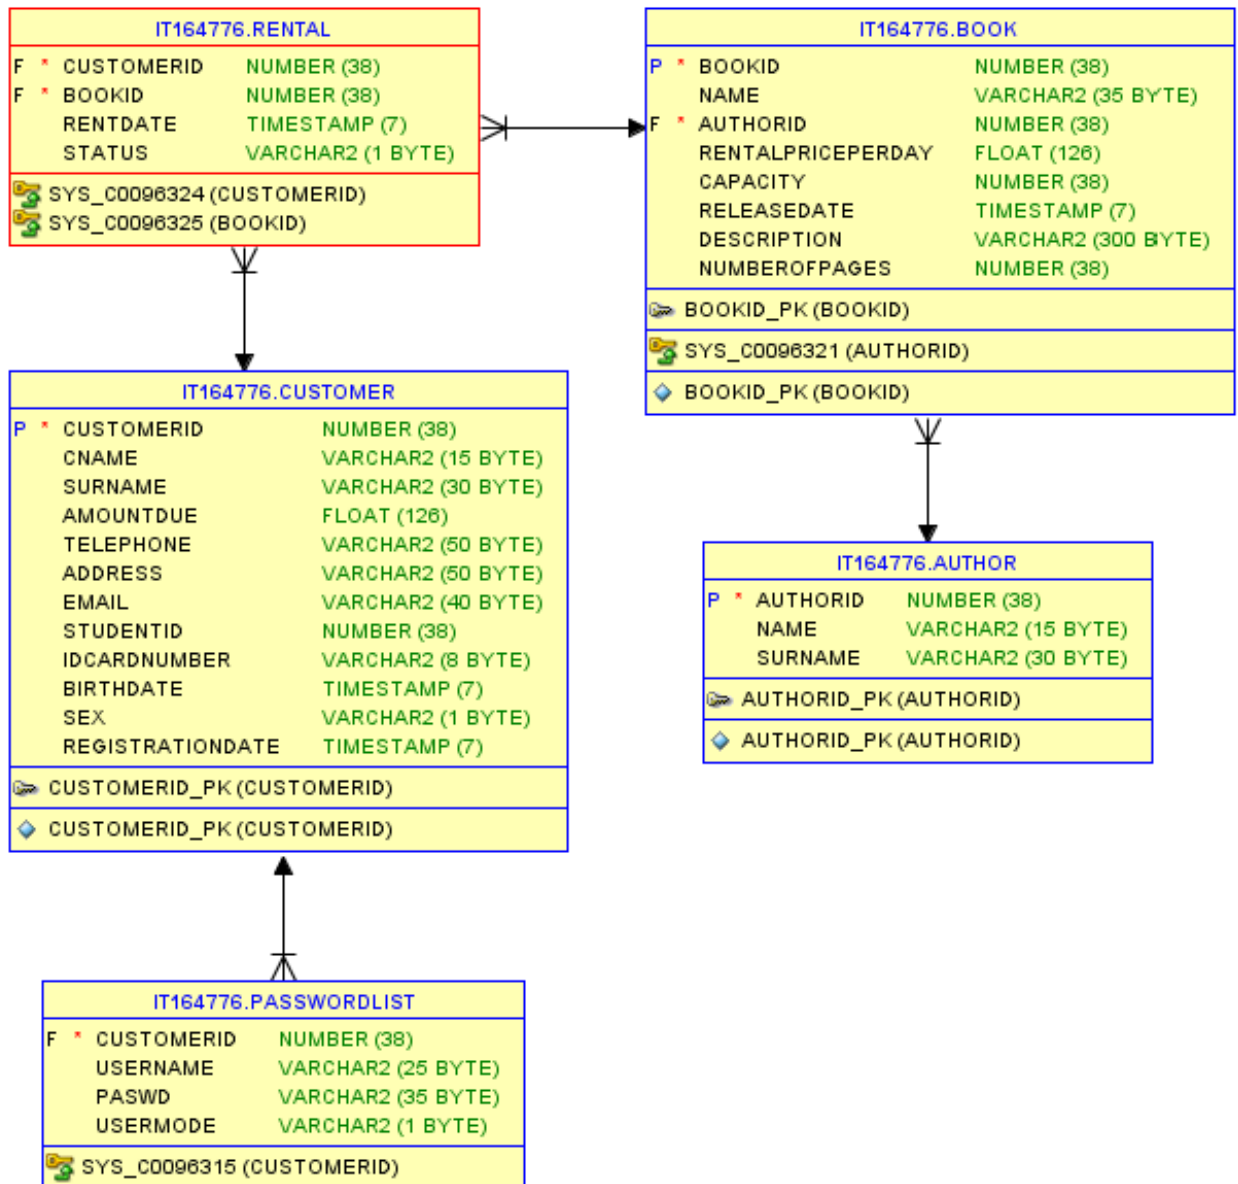 IT164776.RENTAL
F * CUSTOMERID NUMBER (38)
F * BOOKID NUMBER (38)
RENTDATE TIMESTAMP (7)
STATUS VARCHAR2 (1 BYTE)
SYS_C0096324 (CUSTOMERID)
SYS_C0096325 (BOOKID)
IT164776.BOOK
P * BOOKID NUMBER (38)
NAME VARCHAR2 (35 BYTE)
F * AUTHORID NUMBER (38)
RENTALPRICEPERDAY FLOAT (126)
CAPACITY NUMBER (38)
RELEASEDATE TIMESTAMP (7)
DESCRIPTION VARCHAR2 (300 BYTE)
NUMBEROFPAGES NUMBER (38)
BOOKID_PK (BOOKID)
SYS_C0096321 (AUTHORID)
BOOKID_PK (BOOKID)
IT164776.CUSTOMER
P * CUSTOMERID NUMBER (38)
CNAME VARCHAR2 (15 BYTE)
SURNAME VARCHAR2 (30 BYTE)
AMOUNTDUE FLOAT (126)
TELEPHONE VARCHAR2 (50 BYTE)
ADDRESS VARCHAR2 (50 BYTE)
EMAIL VARCHAR2 (40 BYTE)
STUDENTID NUMBER (38)
IDCARDNUMBER VARCHAR2 (8 BYTE)
BIRTHDATE TIMESTAMP (7)
SEX VARCHAR2 (1 BYTE)
REGISTRATIONDATE TIMESTAMP (7)
CUSTOMERID_PK (CUSTOMERID)
CUSTOMERID_PK (CUSTOMERID)
IT164776.AUTHOR
P * AUTHORID NUMBER (38)
NAME VARCHAR2 (15 BYTE)
SURNAME VARCHAR2 (30 BYTE)
AUTHORID_PK (AUTHORID)
AUTHORID_PK (AUTHORID)
IT164776.PASSWORDLIST
F * CUSTOMERID NUMBER (38)
USERNAME VARCHAR2 (25 BYTE)
PASWD VARCHAR2 (35 BYTE)
USERMODE VARCHAR2 (1 BYTE)
SYS_C0096315 (CUSTOMERID)